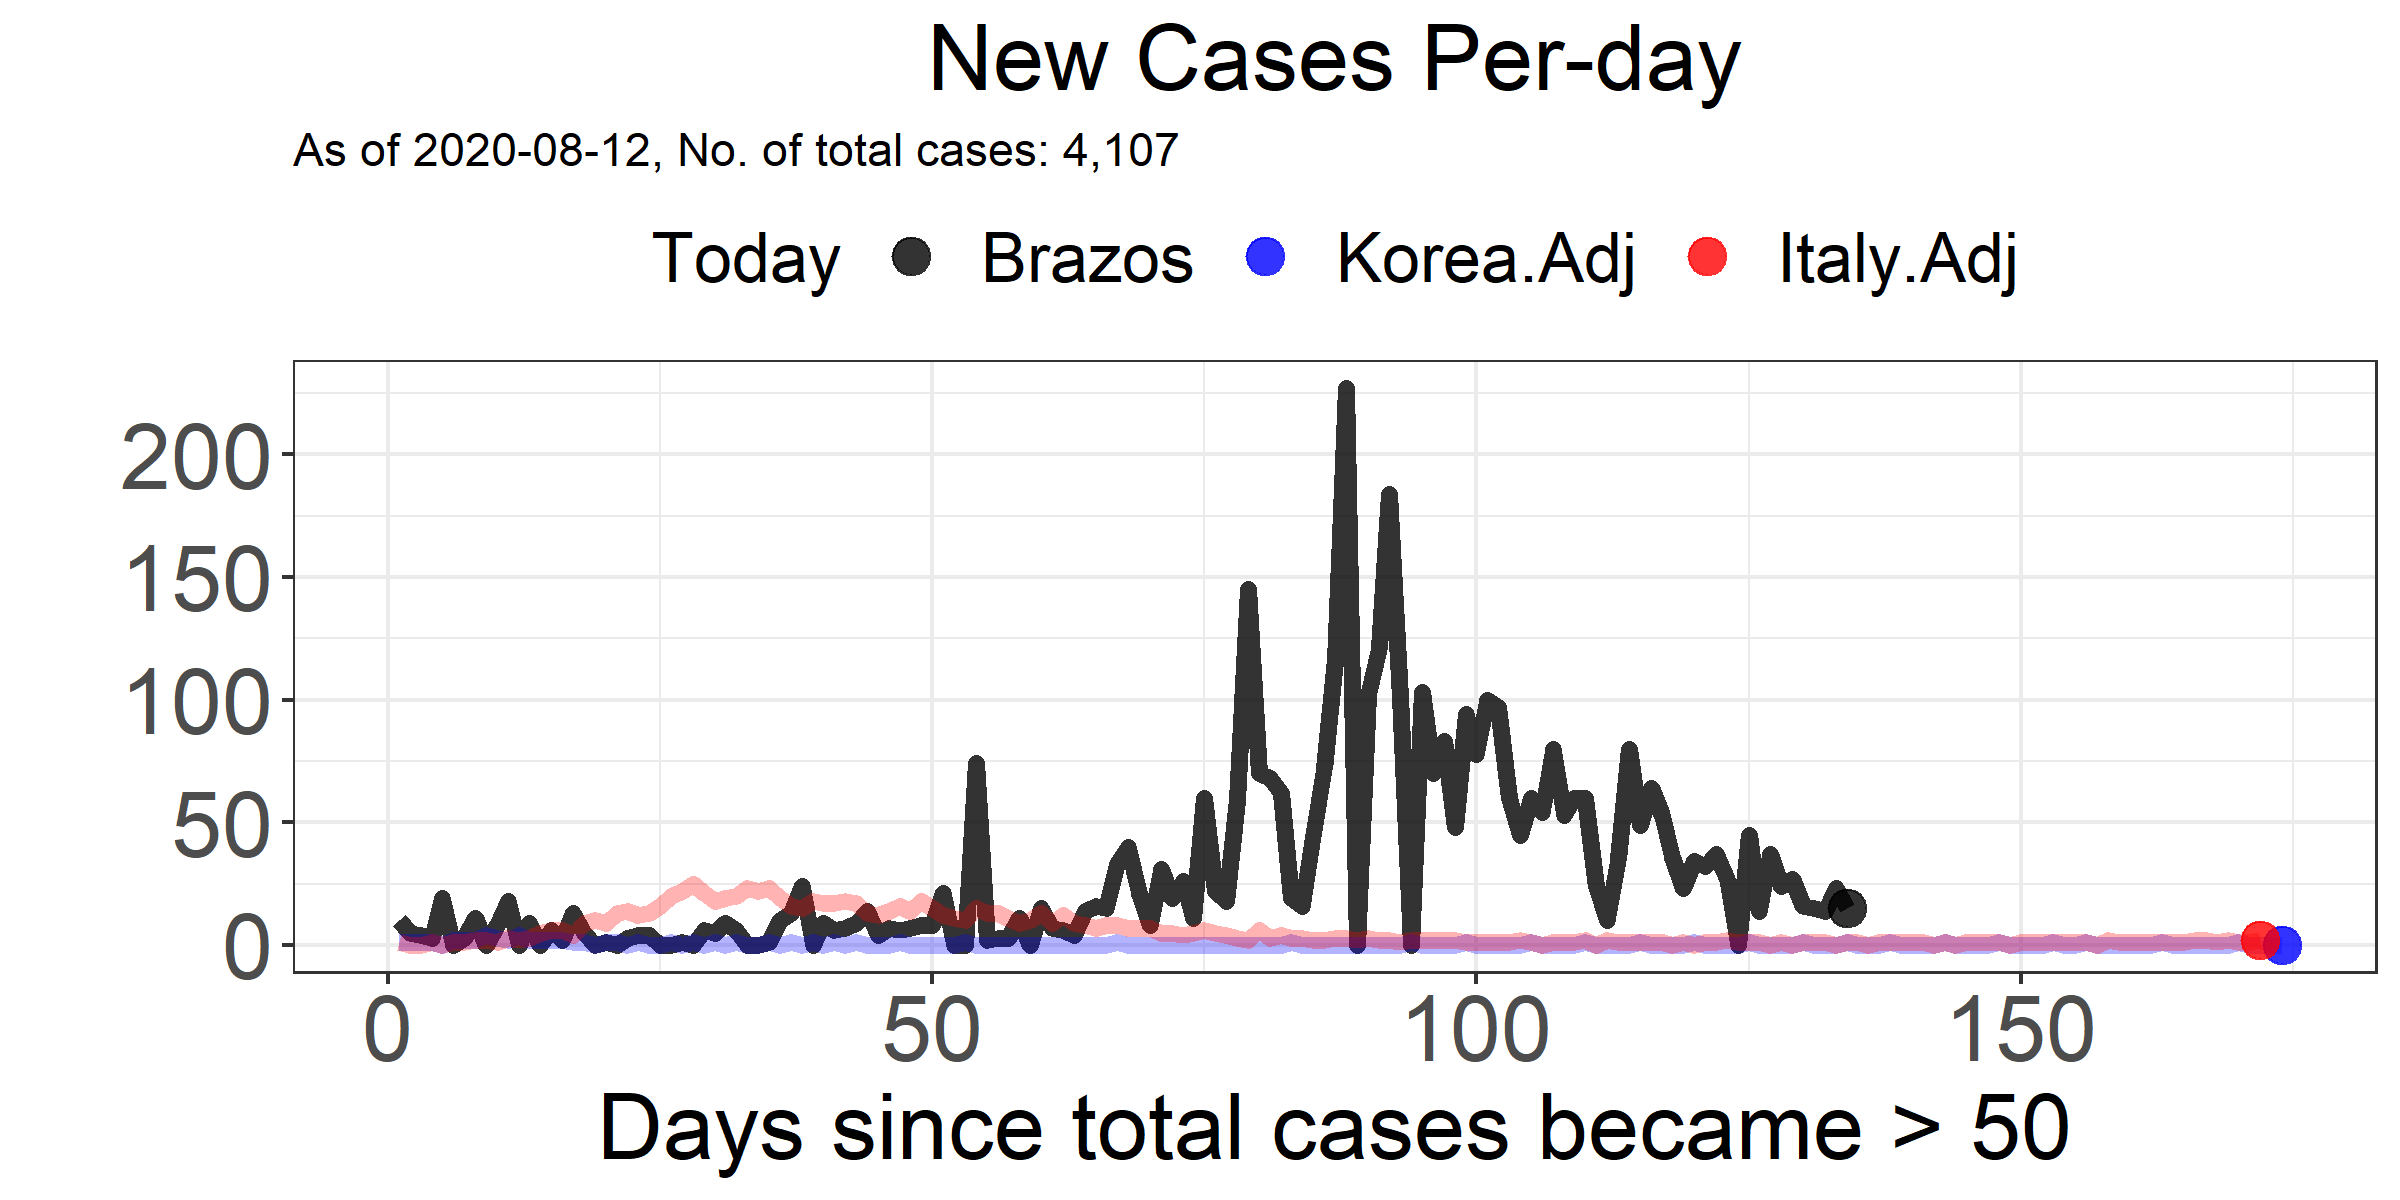 New Cases Per-day
As of 2020-08-12, No. of total cases: 4,107
Today Brazos Korea.Adj Italy.Adj
200
150
100
50
0
0 50 100 150
Days since total cases became > 50